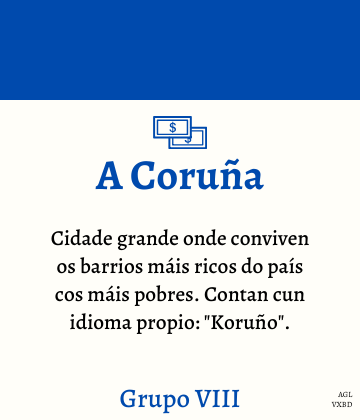 $
$
A Coruña
Cidade grande onde conviven
os barrios máis ricos do país
cos máis pobres. Contan cun
idioma propio: "Koruño".
Grupo VIII
AGL
VXBD